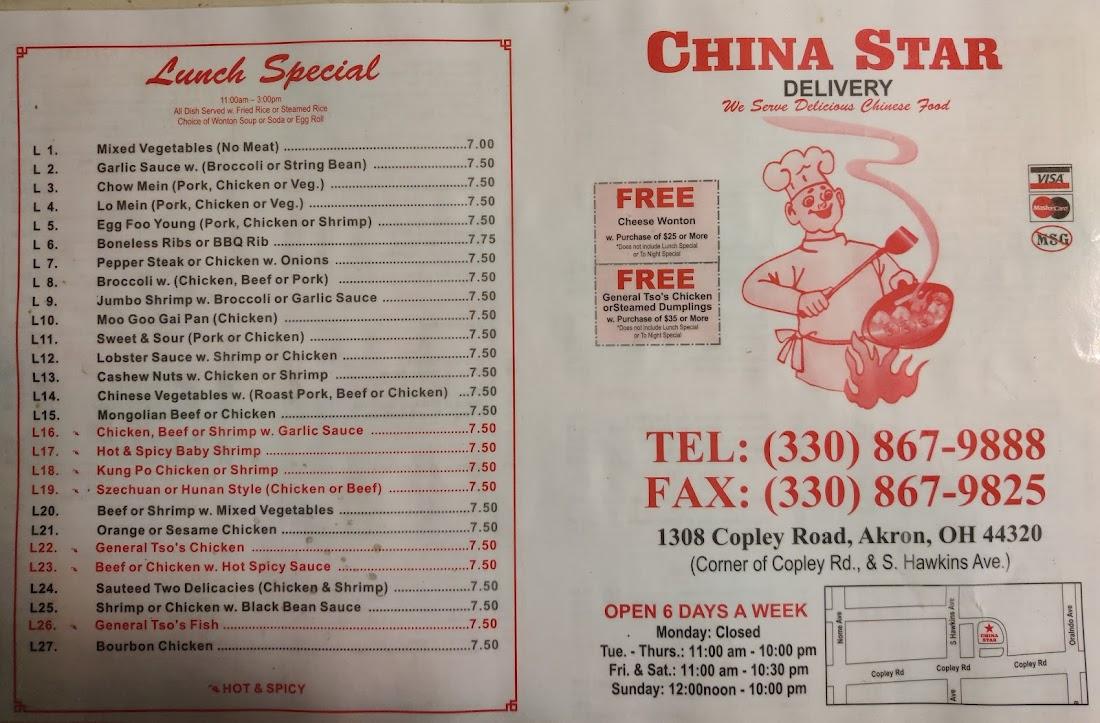 Lunch Special
11:00am – 3:00pm
All Dish Served w. Fried Rice or Steamed Rice
Choice of Wonton Soup or Soda or Egg Roll
L 1. Mixed Vegetables (No Meat) 7.00
L 2. Garlic Sauce w. (Broccoli or String Bean) 7.50
L 3. Chow Mein (Pork, Chicken or Veg.) 7.50
L 4. Lo Mein (Pork, Chicken or Veg.) 7.50
L 5. Egg Foo Young (Pork, Chicken or Shrimp) 7.50
L 6. Boneless Ribs or BBQ Rib 7.75
L 7. Pepper Steak or Chicken w. Onions 7.50
L 8. Broccoli w. (Chicken, Beef or Pork) 7.50
L 9. Jumbo Shrimp w. Broccoli or Garlic Sauce 7.50
L10. Moo Goo Gai Pan (Chicken) 7.50
L11. Sweet & Sour (Pork or Chicken) 7.50
L12. Lobster Sauce w. Shrimp or Chicken 7.50
L13. Cashew Nuts w. Chicken or Shrimp 7.50
L14. Chinese Vegetables w. (Roast Pork, Beef or Chicken) 7.50
L15. Mongolian Beef or Chicken 7.50
L16. Chicken, Beef or Shrimp w. Garlic Sauce 7.50
L17. Hot & Spicy Baby Shrimp 7.50
L18. Kung Po Chicken or Shrimp 7.50
L19. Szechuan or Hunan Style (Chicken or Beef) 7.50
L20. Beef or Shrimp w. Mixed Vegetables 7.50
L21. Orange or Sesame Chicken 7.50
L22. General Tso's Chicken 7.50
L23. Beef or Chicken w. Hot Spicy Sauce 7.50
L24. Sauteed Two Delicacies (Chicken & Shrimp) 7.50
L25. Shrimp or Chicken w. Black Bean Sauce 7.50
L26. General Tso's Fish 7.50
L27. Bourbon Chicken 7.50
HOT & SPICY
CHINA STAR
DELIVERY
We Serve Delicious Chinese Food
FREE
Cheese Wonton
w. Purchase of $25 or More
*Does not Include Lunch Special
or To Night Special
FREE
General Tso's Chicken
orSteamed Dumplings
w. Purchase of $35 or More
*Does not Include Lunch Special
or To Night Special
VISA
MasterCard
MSG
TEL: (330) 867-9888
FAX: (330) 867-9825
1308 Copley Road, Akron, OH 44320
(Corner of Copley Rd., & S. Hawkins Ave.)
OPEN 6 DAYS A WEEK
Monday: Closed
Tue. - Thurs.: 11:00 am - 10:00 pm
Fri. & Sat.: 11:00 am - 10:30 pm
Sunday: 12:00noon - 10:00 pm
Nome Ave
S Hawkins Ave
CHINA
STAR
Oralndo Ave
Copley Rd
Copley Rd
Copley Rd
Ave